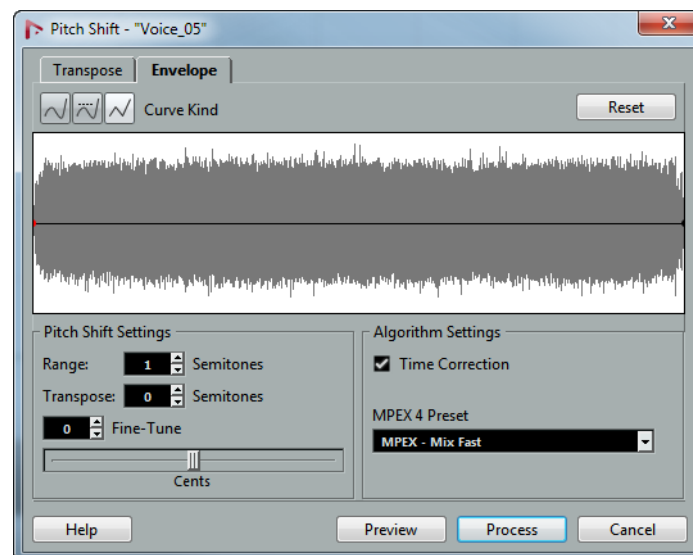 Pitch Shift - "Voice_05"
Transpose Envelope
Curve Kind Reset
Pitch Shift Settings
Range: 1 Semitones
Transpose: 0 Semitones
0 Fine-Tune
Cents
Algorithm Settings
Time Correction
MPEX 4 Preset
MPEX - Mix Fast
Help Preview Process Cancel